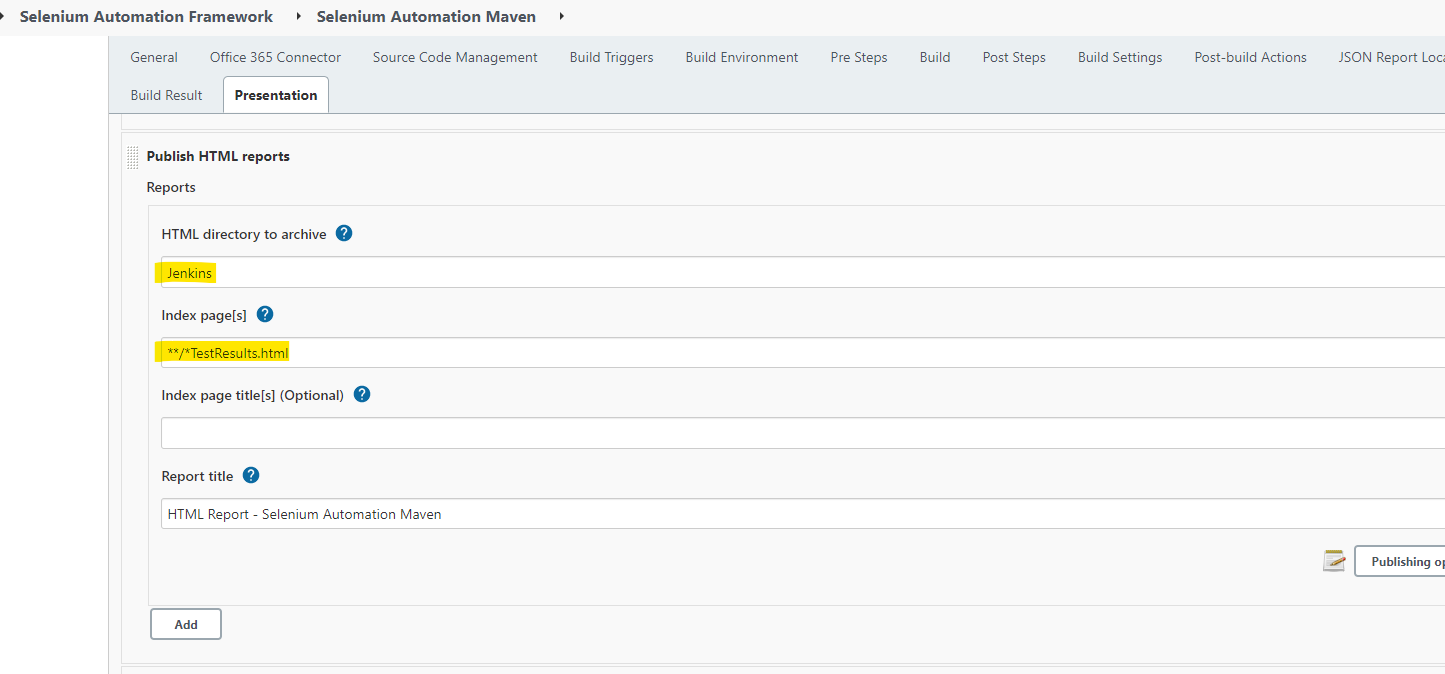 Selenium Automation Framework Selenium Automation Maven
General Office 365 Connector Source Code Management Build Triggers Build Environment Pre Steps Build Post Steps Build Settings Post-build Actions JSON Report Loca
Build Result Presentation
Publish HTML reports
Reports
HTML directory to archive ?
Jenkins
Index page[s] ?
**/*TestResults.html
Index page title[s] (Optional) ?
Report title ?
HTML Report - Selenium Automation Maven
Publishing op
Add